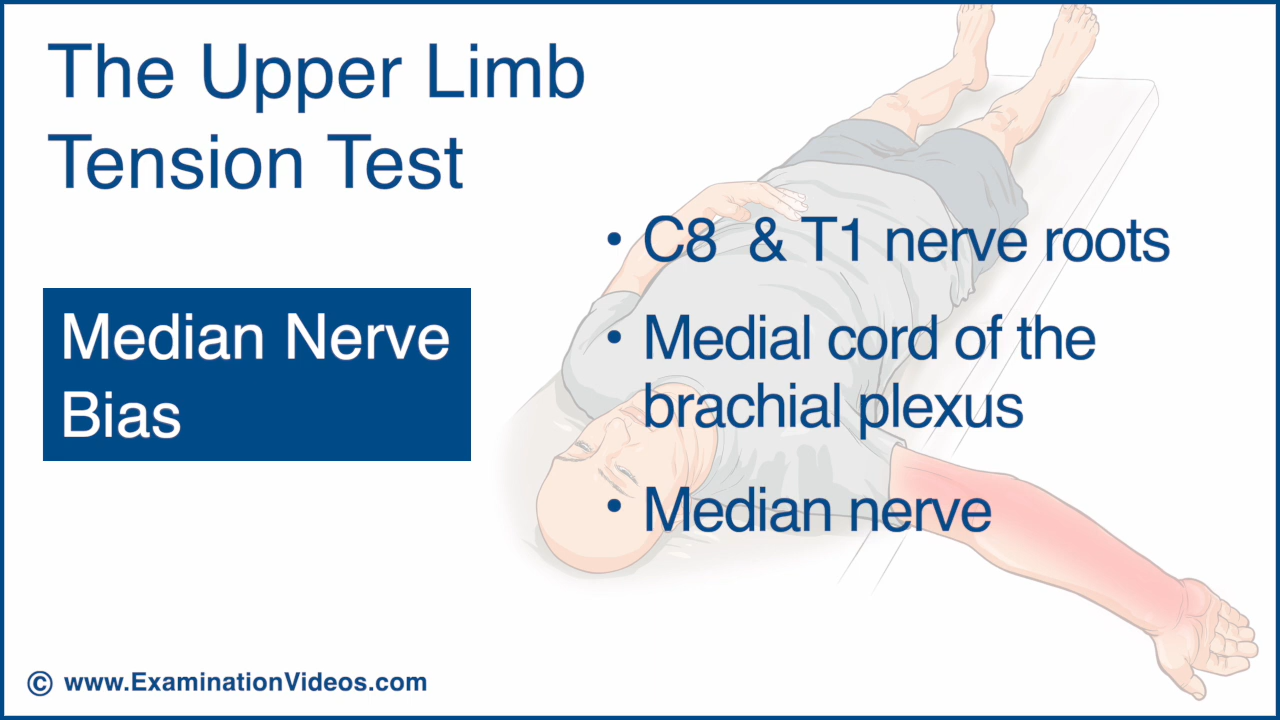 The Upper Limb
Tension Test
Median Nerve
Bias
• C8 & T1 nerve roots
• Medial cord of the
brachial plexus
• Median nerve
© www.ExaminationVideos.com